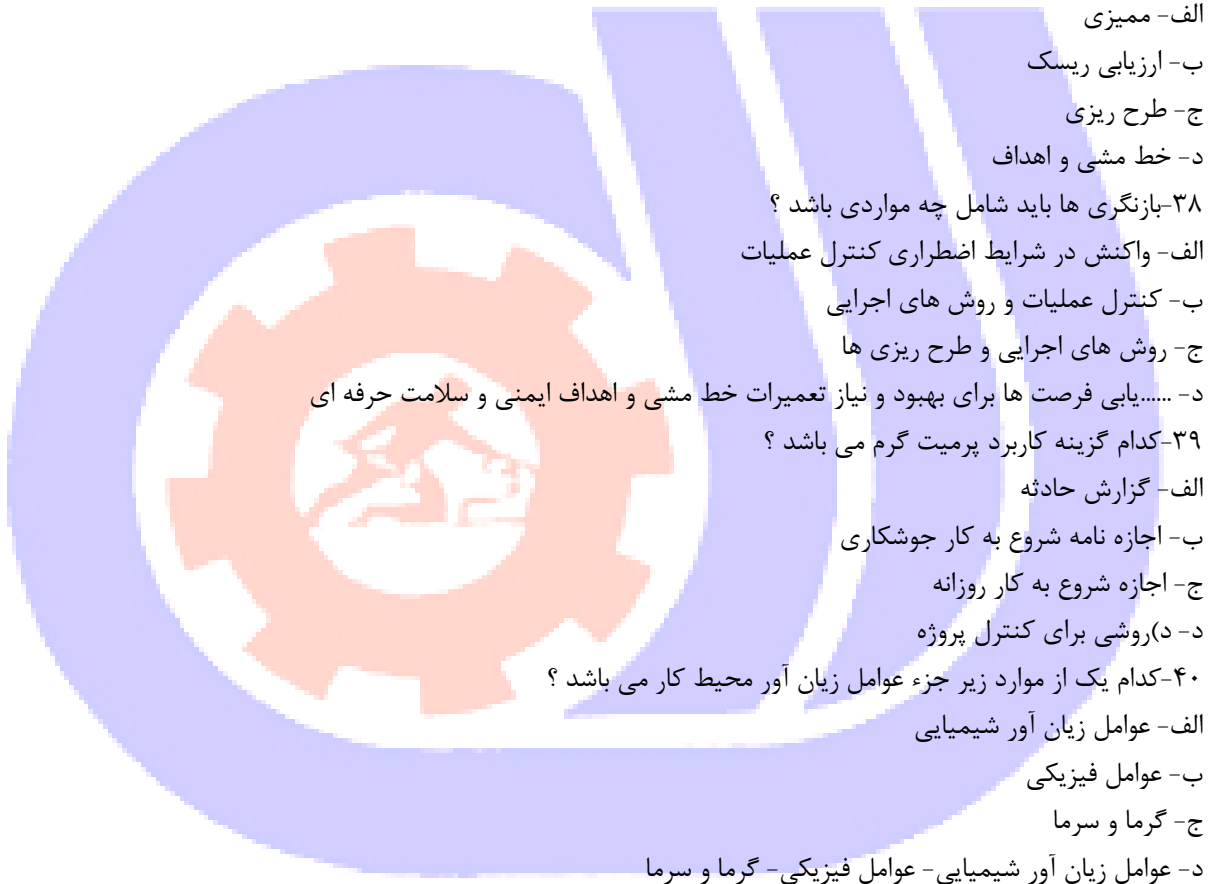 الف- ممیزی
ب- ارزیابی ریسک
ج- طرح ریزی
د- خط مشی و اهداف
۳۸-بازنگری ها باید شامل چه مواردی باشد ؟
الف- واکنش در شرایط اضطراری کنترل عملیات
ب- کنترل عملیات و روش های اجرایی
ج- روش های اجرایی و طرح ریزی ها
د- ......یابی فرصت ها برای بهبود و نیاز تعمیرات خط مشی و اهداف ایمنی و سلامت حرفه ای
۳۹-کدام گزینه کاربرد پرمیت گرم می باشد ؟
الف- گزارش حادثه
ب- اجازه نامه شروع به کار جوشکاری
ج- اجازه شروع به کار روزانه
د- د)روشی برای کنترل پروژه
۴۰-کدام یک از موارد زیر جزء عوامل زیان آور محیط کار می باشد ؟
الف- عوامل زیان آور شیمیایی
ب- عوامل فیزیکی
ج- گرما و سرما
د- عوامل زیان آور شیمیایی- عوامل فیزیکی- گرما و سرما